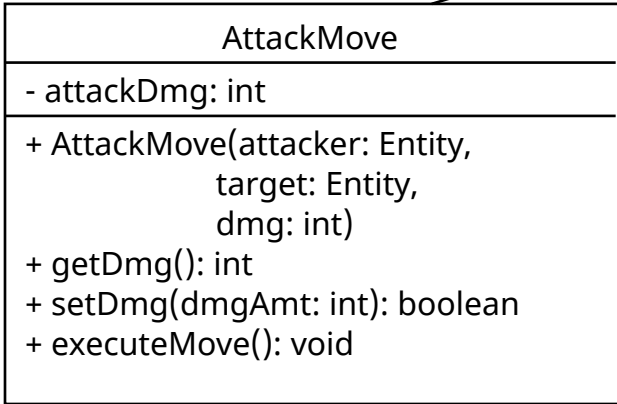 AttackMove
- attackDmg: int
+ AttackMove(attacker: Entity,
target: Entity,
dmg: int)
+ getDmg(): int
+ setDmg(dmgAmt: int): boolean
+ executeMove(): void